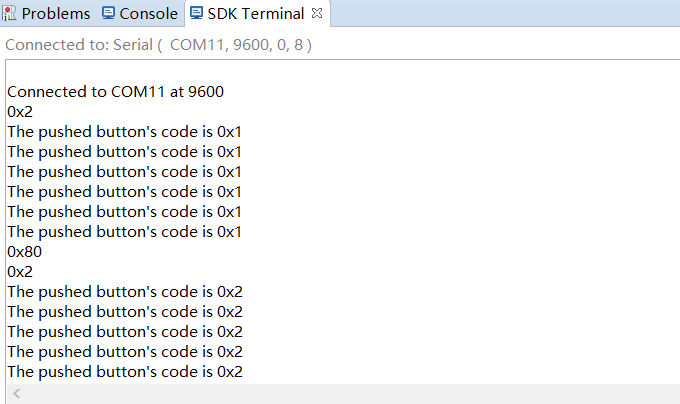 Problems Console SDK Terminal
Connected to: Serial ( COM11, 9600, 0, 8 )
Connected to COM11 at 9600
0x2
The pushed button's code is 0x1
The pushed button's code is 0x1
The pushed button's code is 0x1
The pushed button's code is 0x1
The pushed button's code is 0x1
The pushed button's code is 0x1
0x80
0x2
The pushed button's code is 0x2
The pushed button's code is 0x2
The pushed button's code is 0x2
The pushed button's code is 0x2
The pushed button's code is 0x2